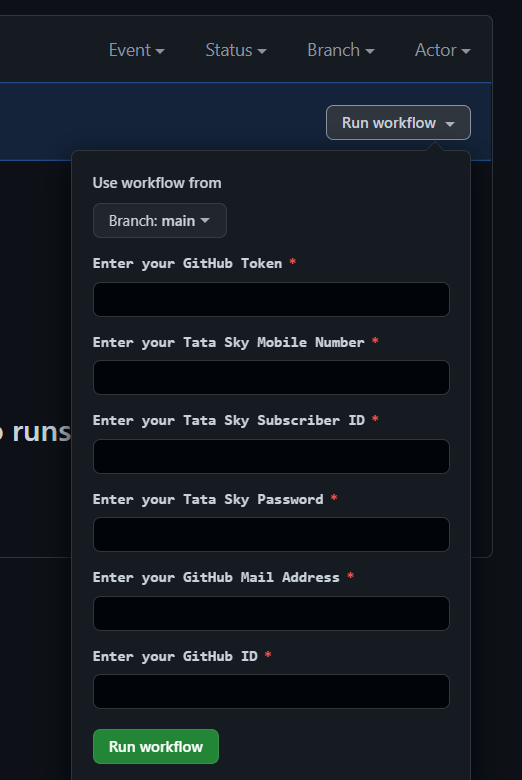 Event Status Branch Actor
Run workflow
Use workflow from
Branch: main
Enter your GitHub Token *
Enter your Tata Sky Mobile Number *
Enter your Tata Sky Subscriber ID *
runs
Enter your Tata Sky Password *
Enter your GitHub Mail Address *
Enter your GitHub ID *
Run workflow